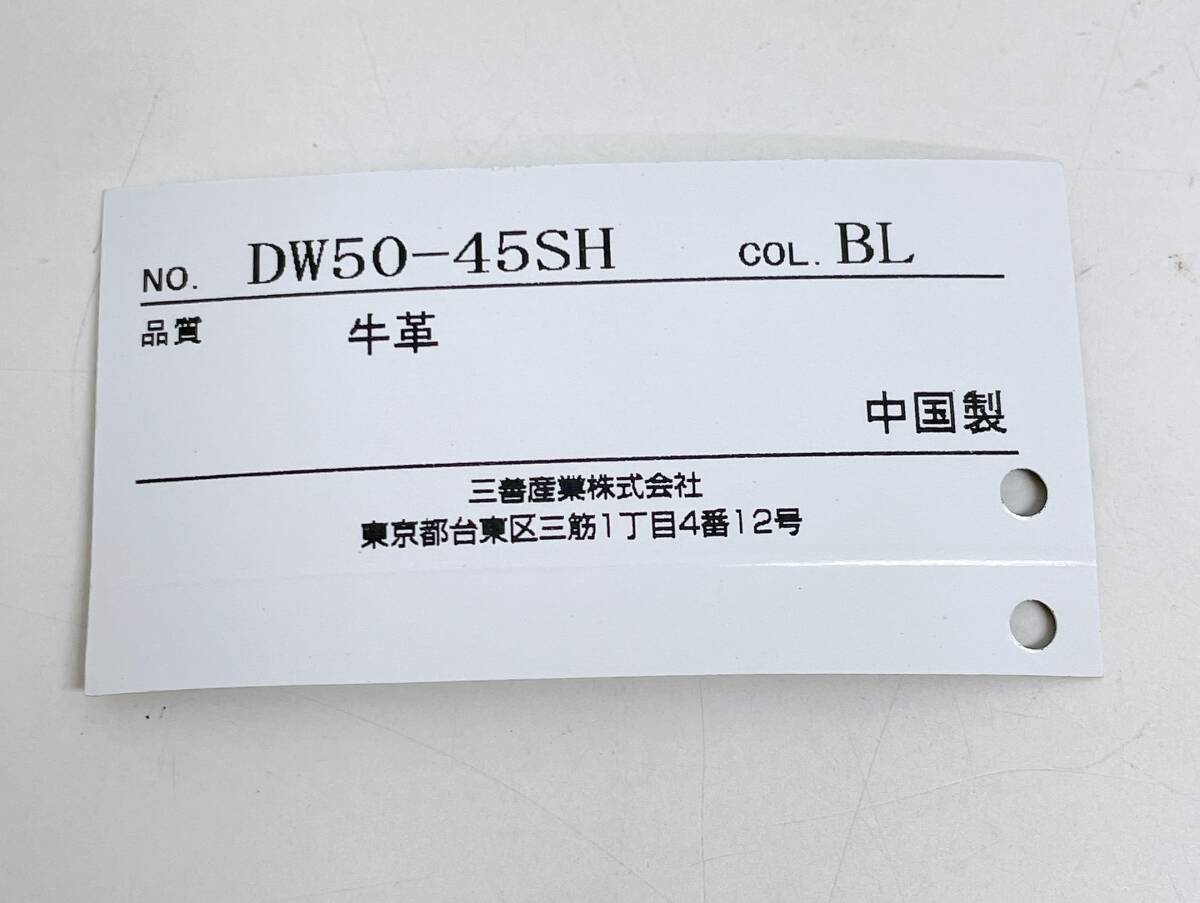 NO. DW50-45SH COL. BL
品質 牛革
中国製
三善産業株式会社
東京都台東区三筋1丁目4番12号